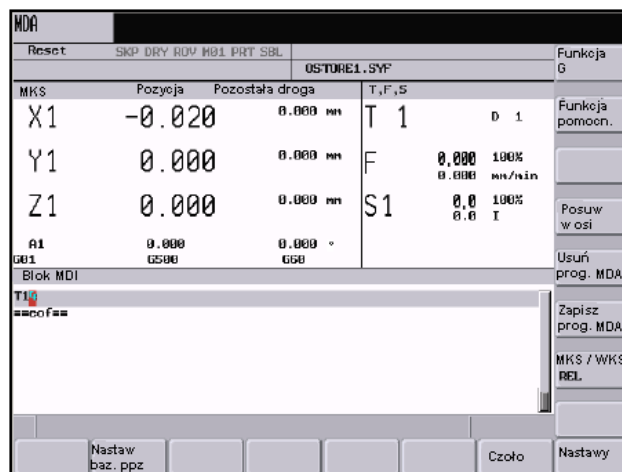 MDA
Reset SKP DRY ROV M01 PRT SBL
OSTORE1.SYF
Funkcja
G
MKS Pozycja Pozostała droga T,F,S
X1 -0.020 0.000 mm T 1 D 1
Funkcja
pomocn.
Y1 0.000 0.000 mm F 0,000 100%
0.000 mm/min
Z1 0.000 0.000 mm S1 0,0 100%
0.0 I
Posuw
w osi
A1 0.000 0.000 °
G01 G500 G60
Usuń
prog. MDA
Blok MDI
T1
==eof==
Zapisz
prog. MDA
MKS / WKS
REL
Nastaw
baz. ppz
Czoło
Nastawy